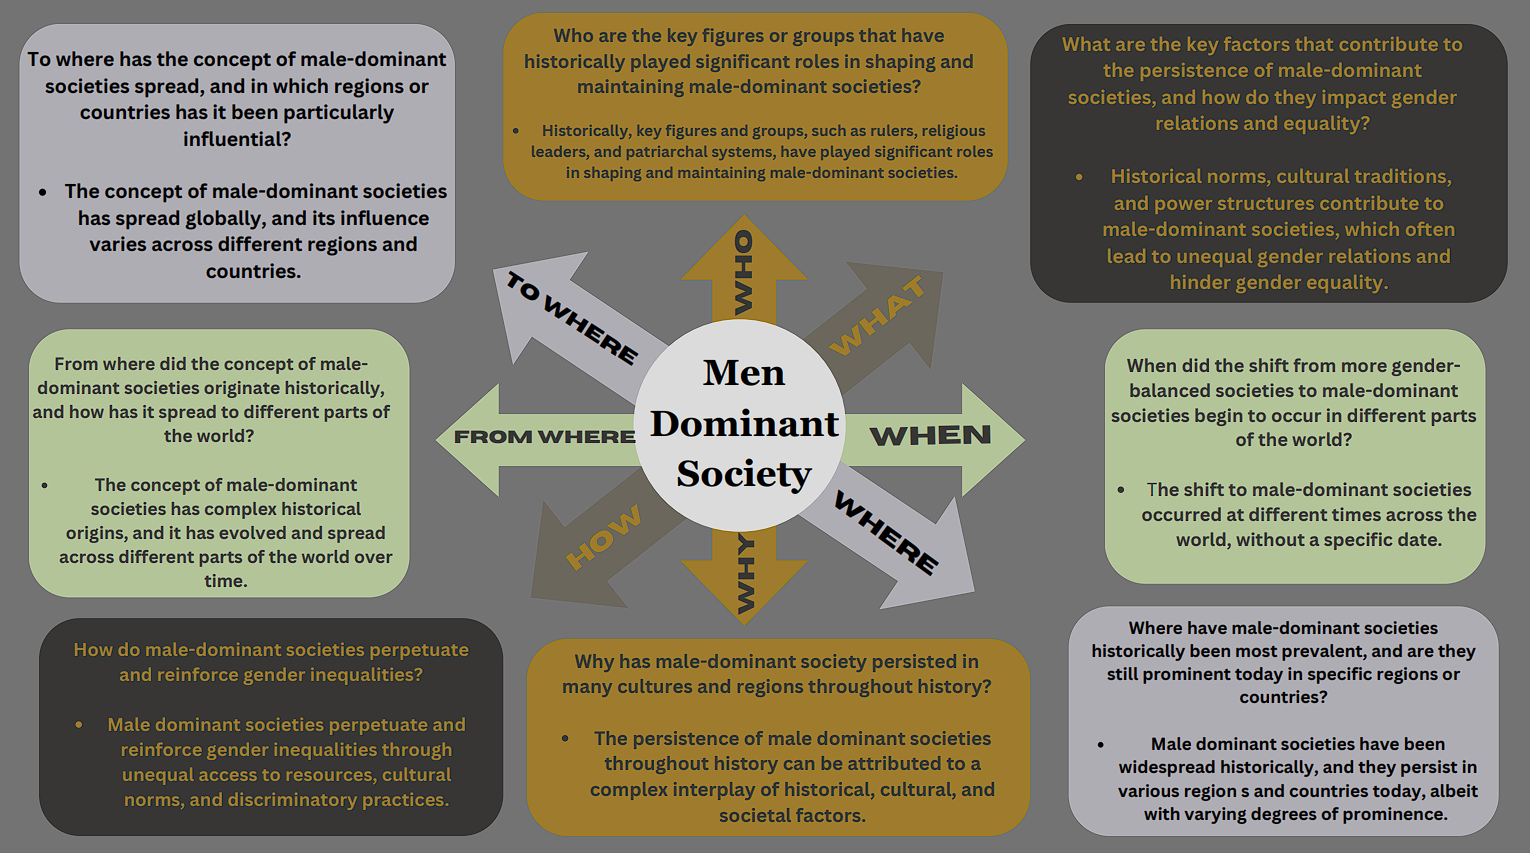 To where has the concept of male-dominant
societies spread, and in which regions or
countries has it been particularly
influential?
• The concept of male-dominant societies
has spread globally, and its influence
varies across different regions and
countries.
Who are the key figures or groups that have
historically played significant roles in shaping and
maintaining male-dominant societies?
• Historically, key figures and groups, such as rulers, religious
leaders, and patriarchal systems, have played significant roles
in shaping and maintaining male-dominant societies.
What are the key factors that contribute to
the persistence of male-dominant
societies, and how do they impact gender
relations and equality?
• Historical norms, cultural traditions,
and power structures contribute to
male-dominant societies, which often
lead to unequal gender relations and
hinder gender equality.
TO WHERE
WHO
WHAT
From where did the concept of male-
dominant societies originate historically,
and how has it spread to different parts of
the world?
• The concept of male-dominant
societies has complex historical
origins, and it has evolved and spread
across different parts of the world over
time.
FROM WHERE
Men
Dominant
Society
WHEN
When did the shift from more gender-
balanced societies to male-dominant
societies begin to occur in different parts
of the world?
• The shift to male-dominant societies
occurred at different times across the
world, without a specific date.
HOW
WHY
WHERE
How do male-dominant societies perpetuate
and reinforce gender inequalities?
• Male dominant societies perpetuate and
reinforce gender inequalities through
unequal access to resources, cultural
norms, and discriminatory practices.
Why has male-dominant society persisted in
many cultures and regions throughout history?
• The persistence of male dominant societies
throughout history can be attributed to a
complex interplay of historical, cultural, and
societal factors.
Where have male-dominant societies
historically been most prevalent, and are they
still prominent today in specific regions or
countries?
• Male dominant societies have been
widespread historically, and they persist in
various region s and countries today, albeit
with varying degrees of prominence.